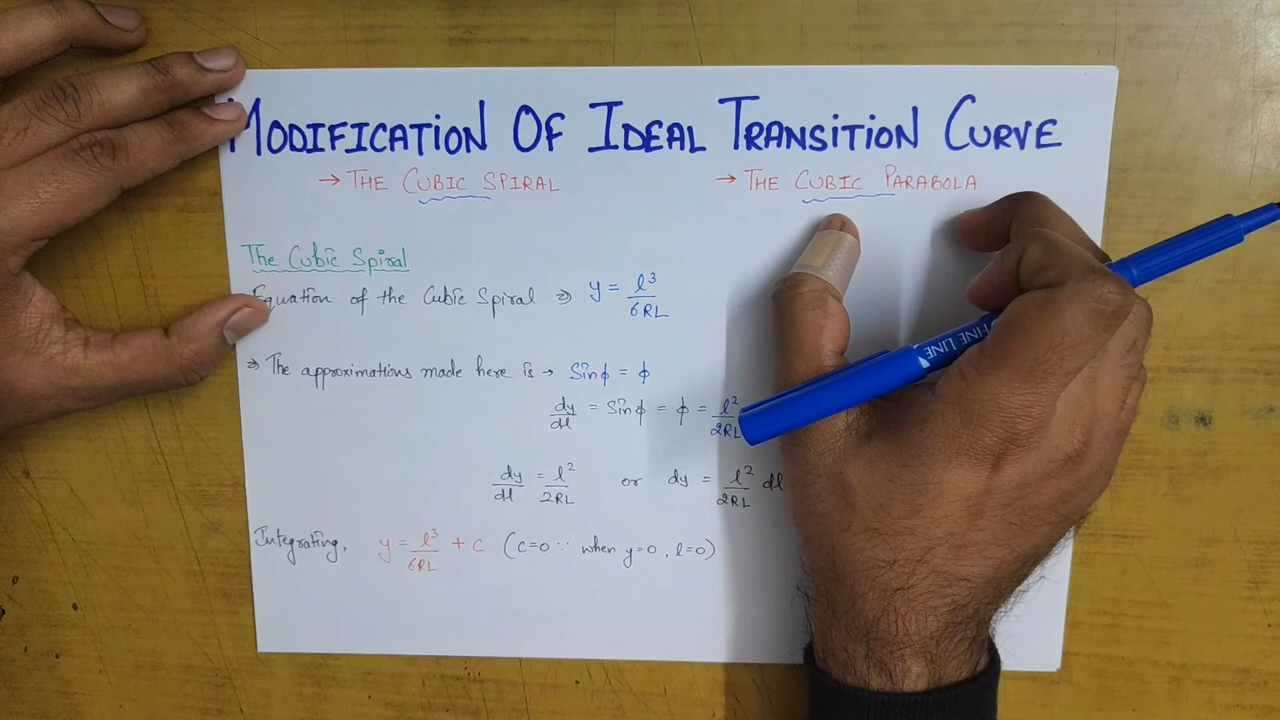 MODIFICATION OF IDEAL TRANSITION CURVE
→ THE CUBIC SPIRAL → THE CUBIC PARABOLA
The Cubic Spiral
Equation of the Cubic Spiral ⇒ y = l³/6RL
⇒ The approximations made here is → Sinϕ = ϕ
dy/dl = Sinϕ = ϕ = l²/2RL
dy/dl = l²/2RL or dy = l²/2RL dl
Integrating, y = l³/6RL + C (C=0 ∵ when y=0, l=0)
FINE LINE